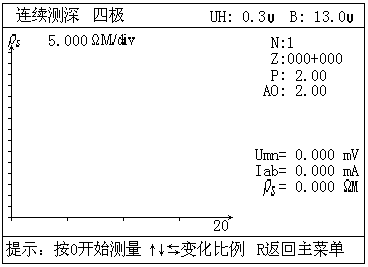 连续测深 四极 UH: 0.3v B: 13.0v
ρs 5.000 ΩM/div
N:1
Z:000+000
P: 2.00
AO: 2.00
Umn= 0.000 mV
Iab= 0.000 mA
ρs= 0.000 ΩM
20
提示: 按0开始测量 ↑↓⇆变化比例 R返回主菜单